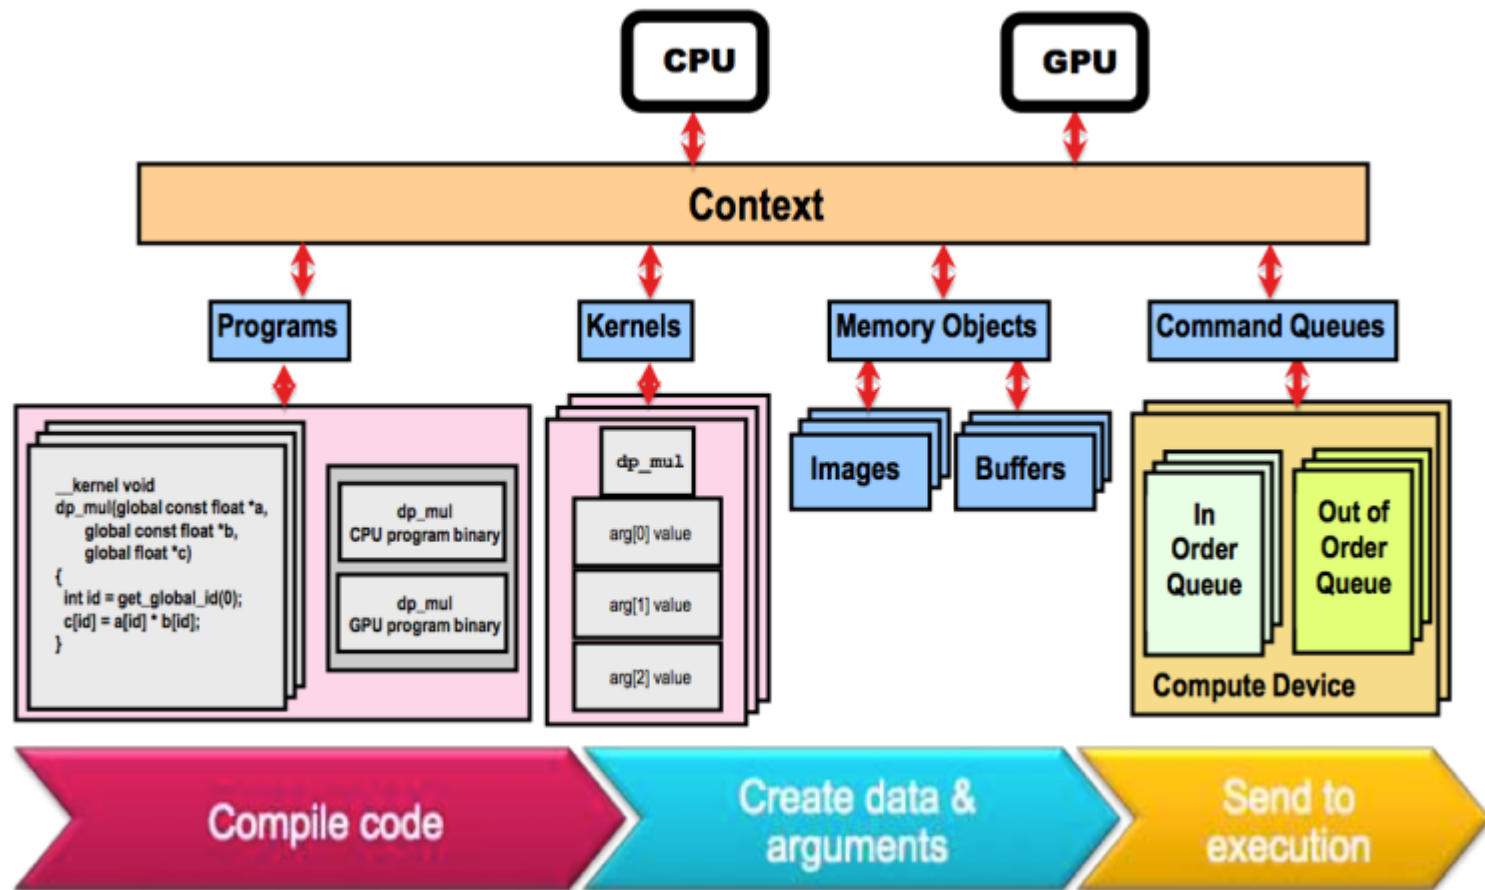 CPU
GPU
Context
Programs
Kernels
Memory Objects
Command Queues
__kernel void
dp_mul(global const float *a,
global const float *b,
global float *c)
{
int id = get_global_id(0);
c[id] = a[id] * b[id];
}
dp_mul
CPU program binary
dp_mul
GPU program binary
dp_mul
arg[0] value
arg[1] value
arg[2] value
Images
Buffers
In
Order
Queue
Out of
Order
Queue
Compute Device
Compile code
Create data &
arguments
Send to
execution